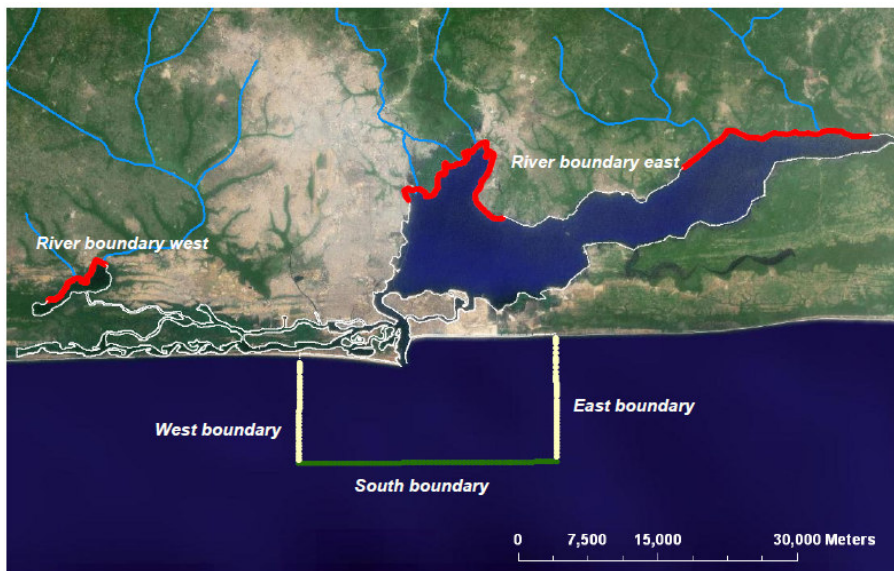 River boundary east
River boundary west
West boundary
East boundary
South boundary
0 7,500 15,000 30,000 Meters